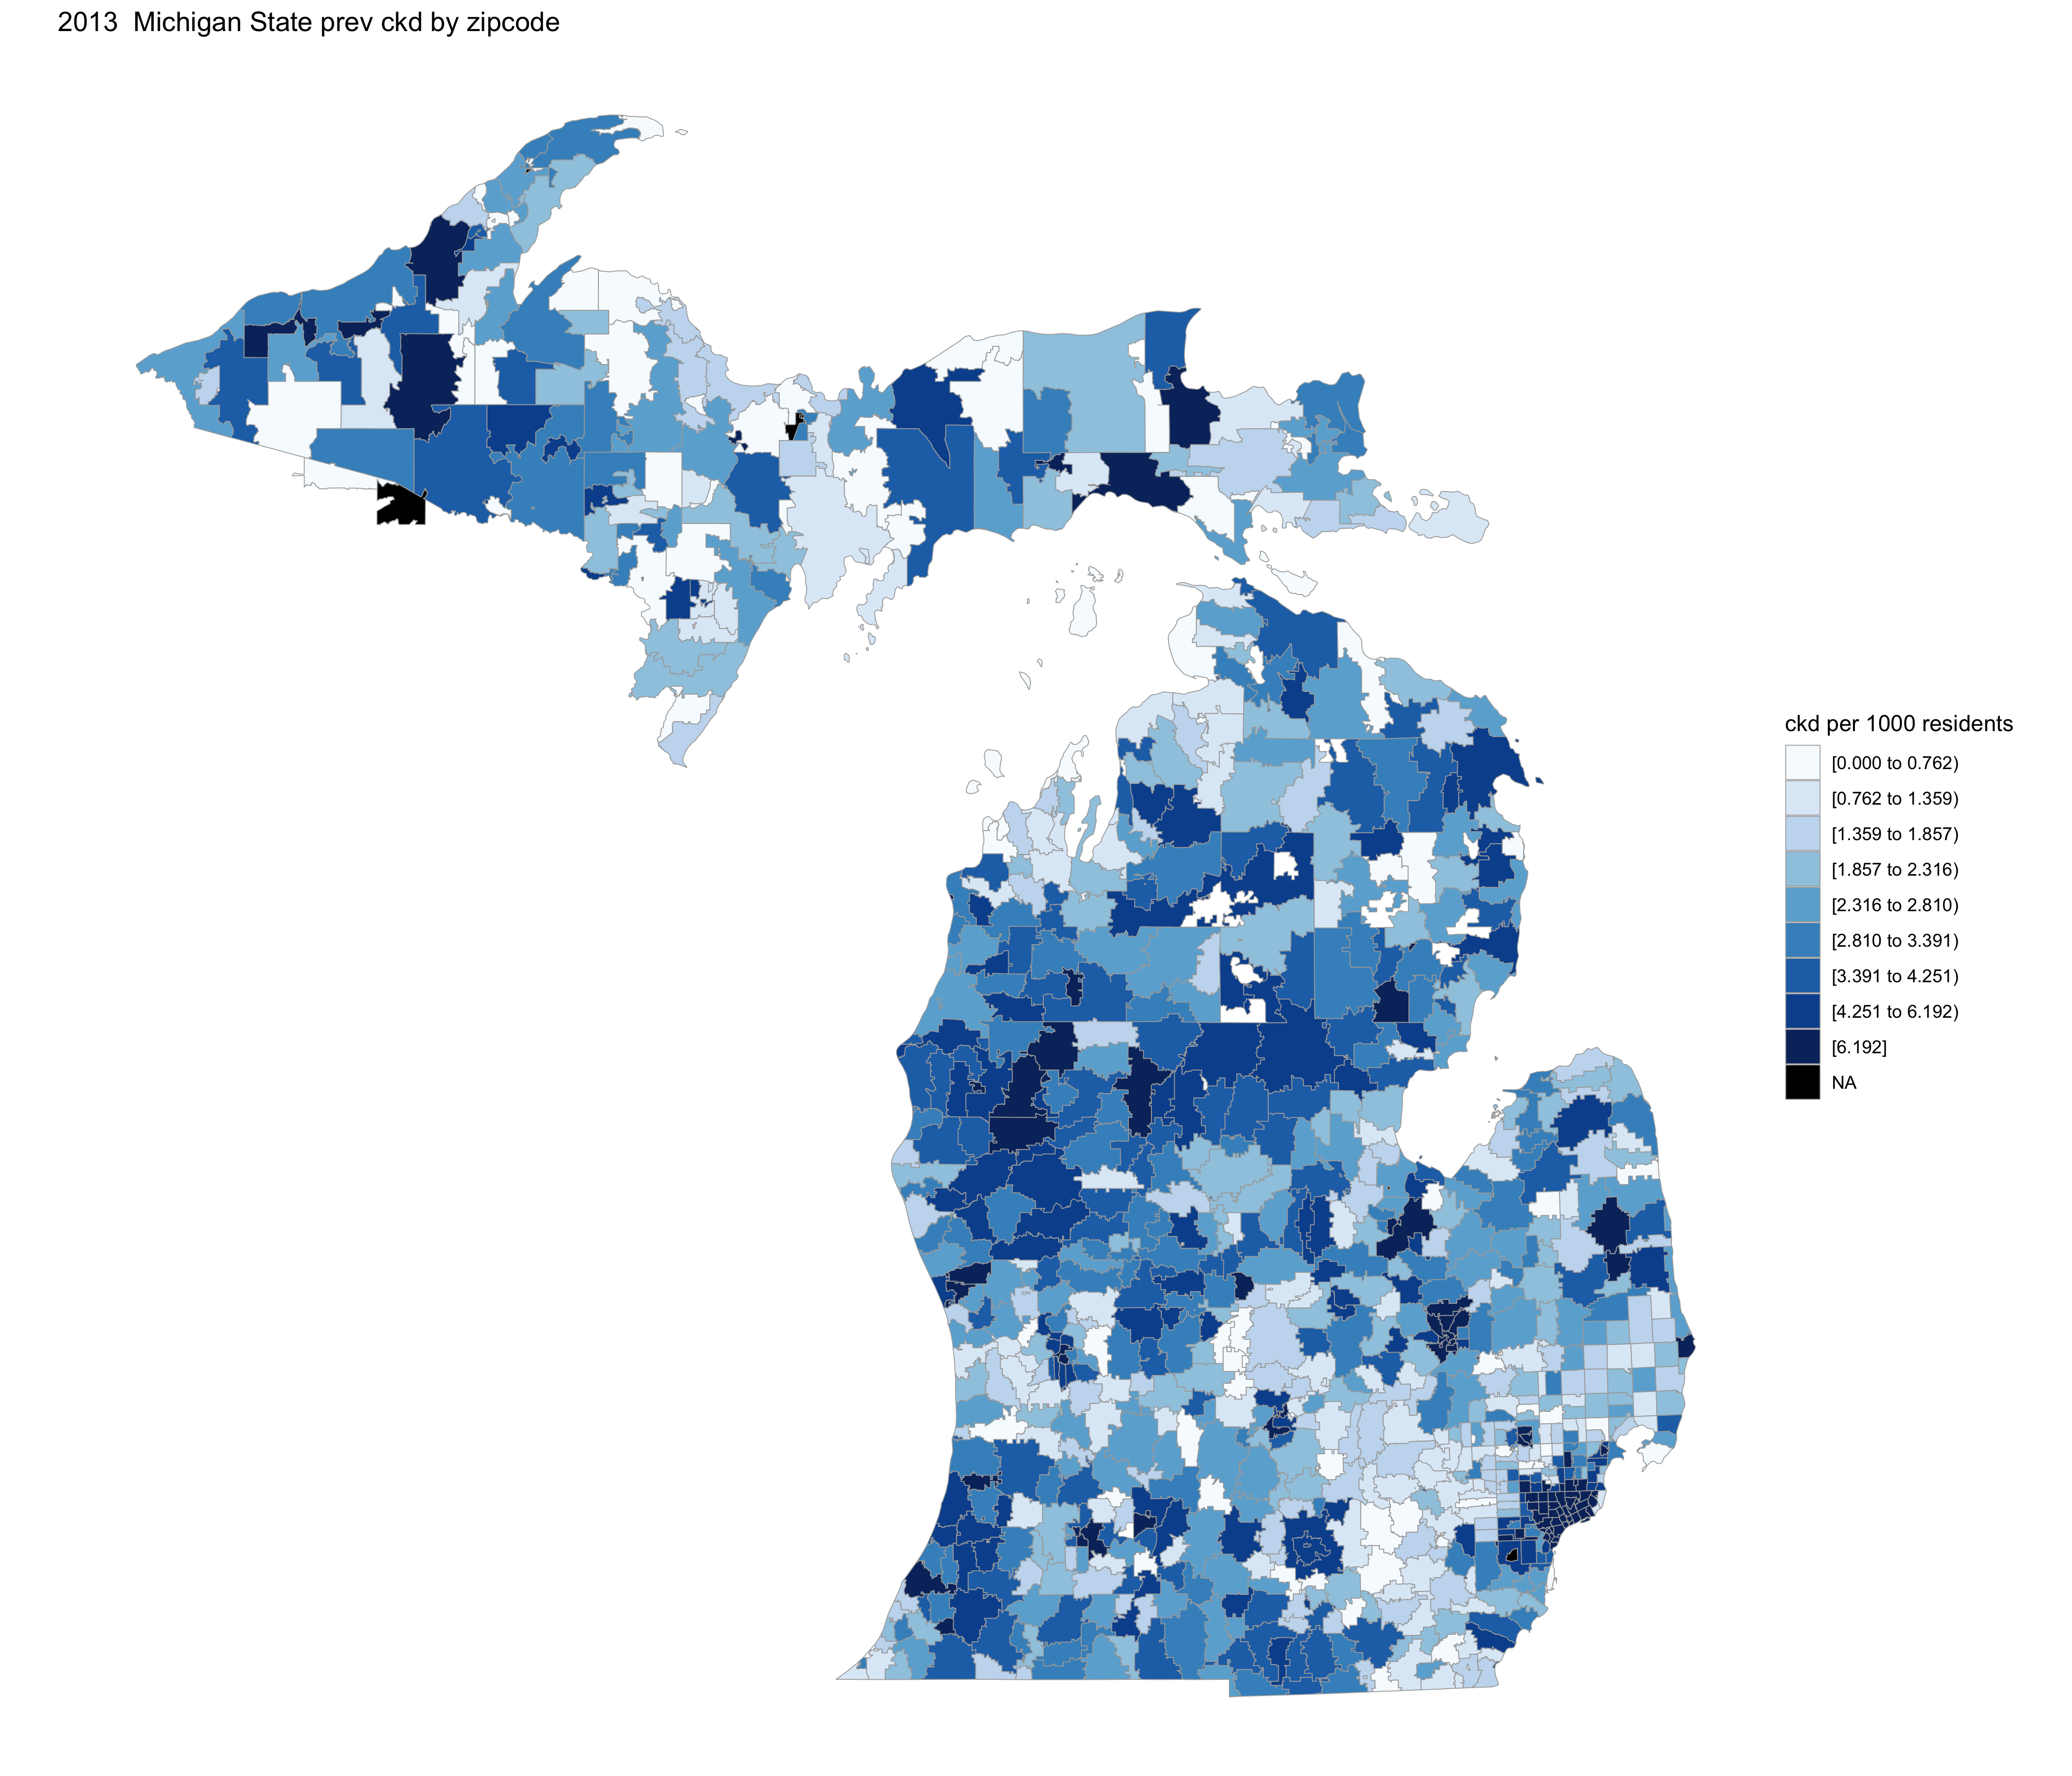 2013  Michigan State prev ckd by zipcode
ckd per 1000 residents
[0.000 to 0.762)
[0.762 to 1.359)
[1.359 to 1.857)
[1.857 to 2.316)
[2.316 to 2.810)
[2.810 to 3.391)
[3.391 to 4.251)
[4.251 to 6.192)
[6.192]
NA